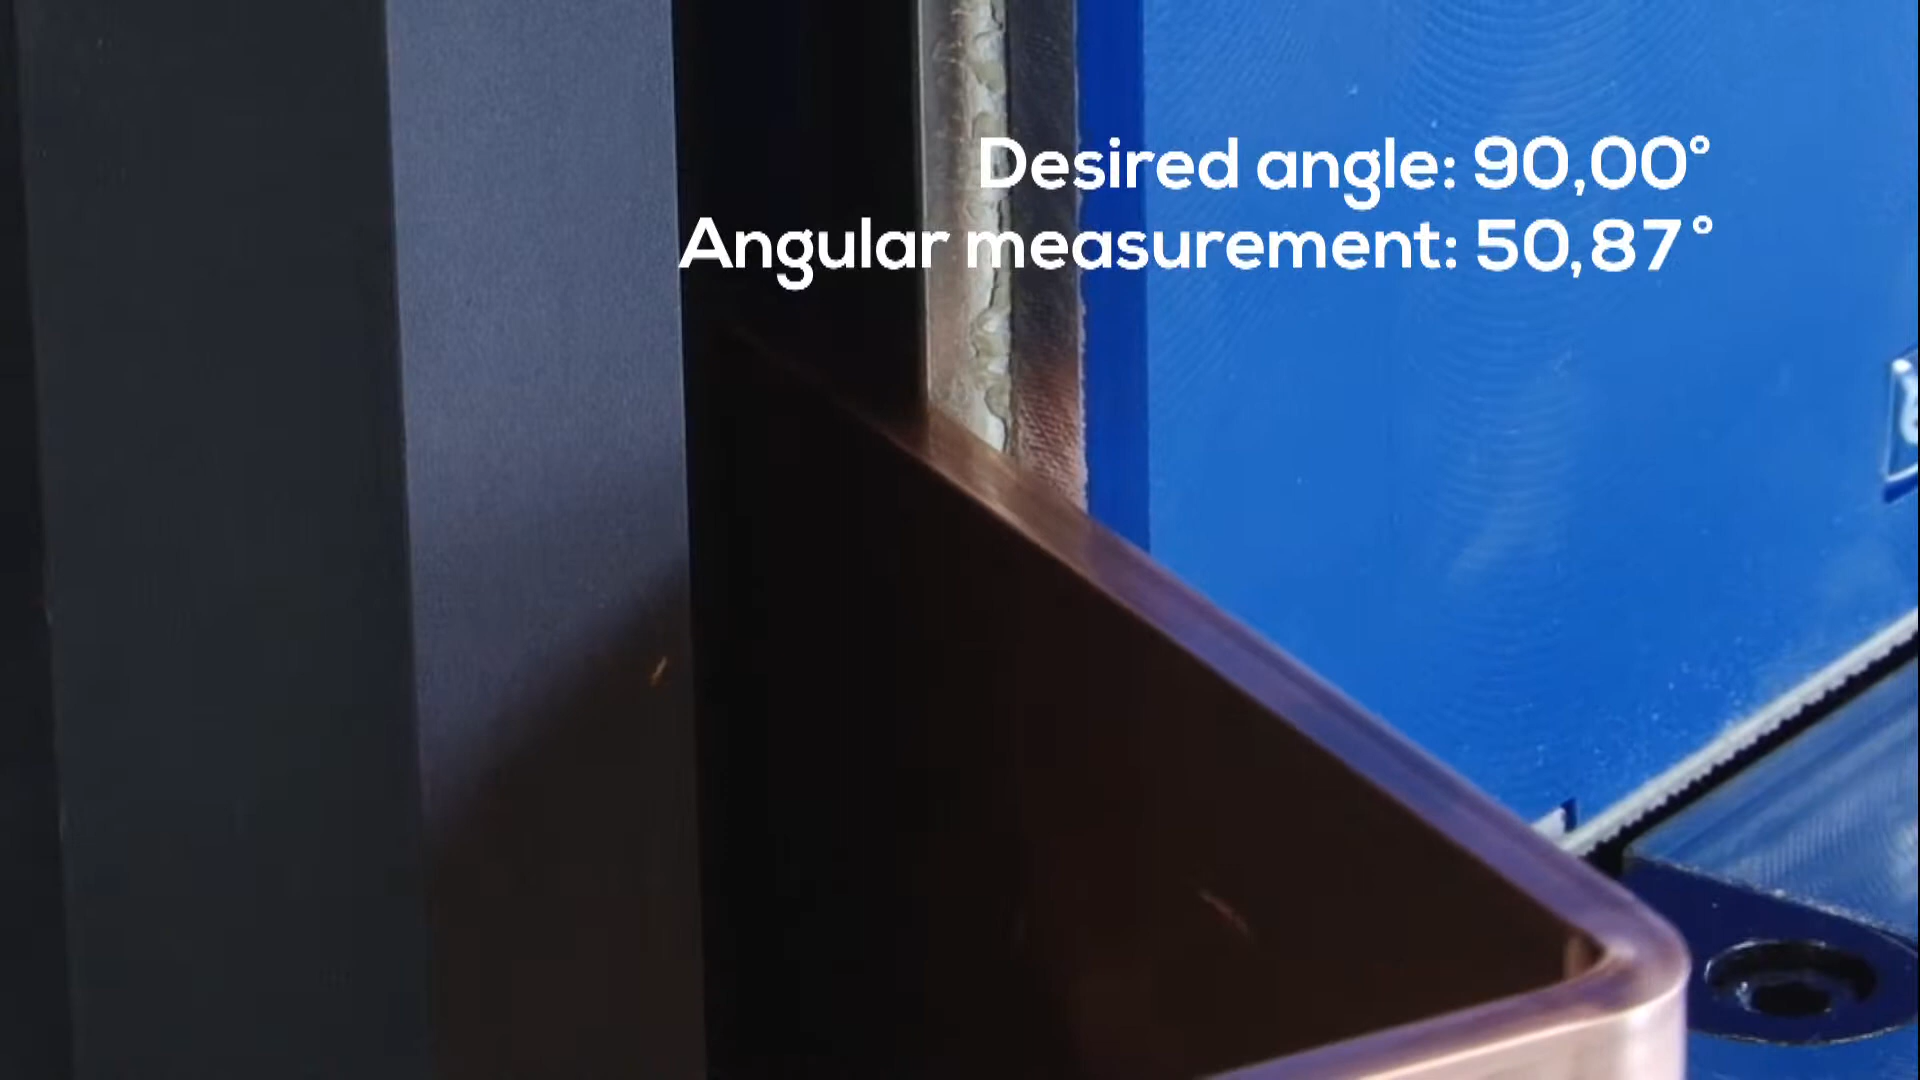 Desired angle: 90,00°
Angular measurement: 50,87°